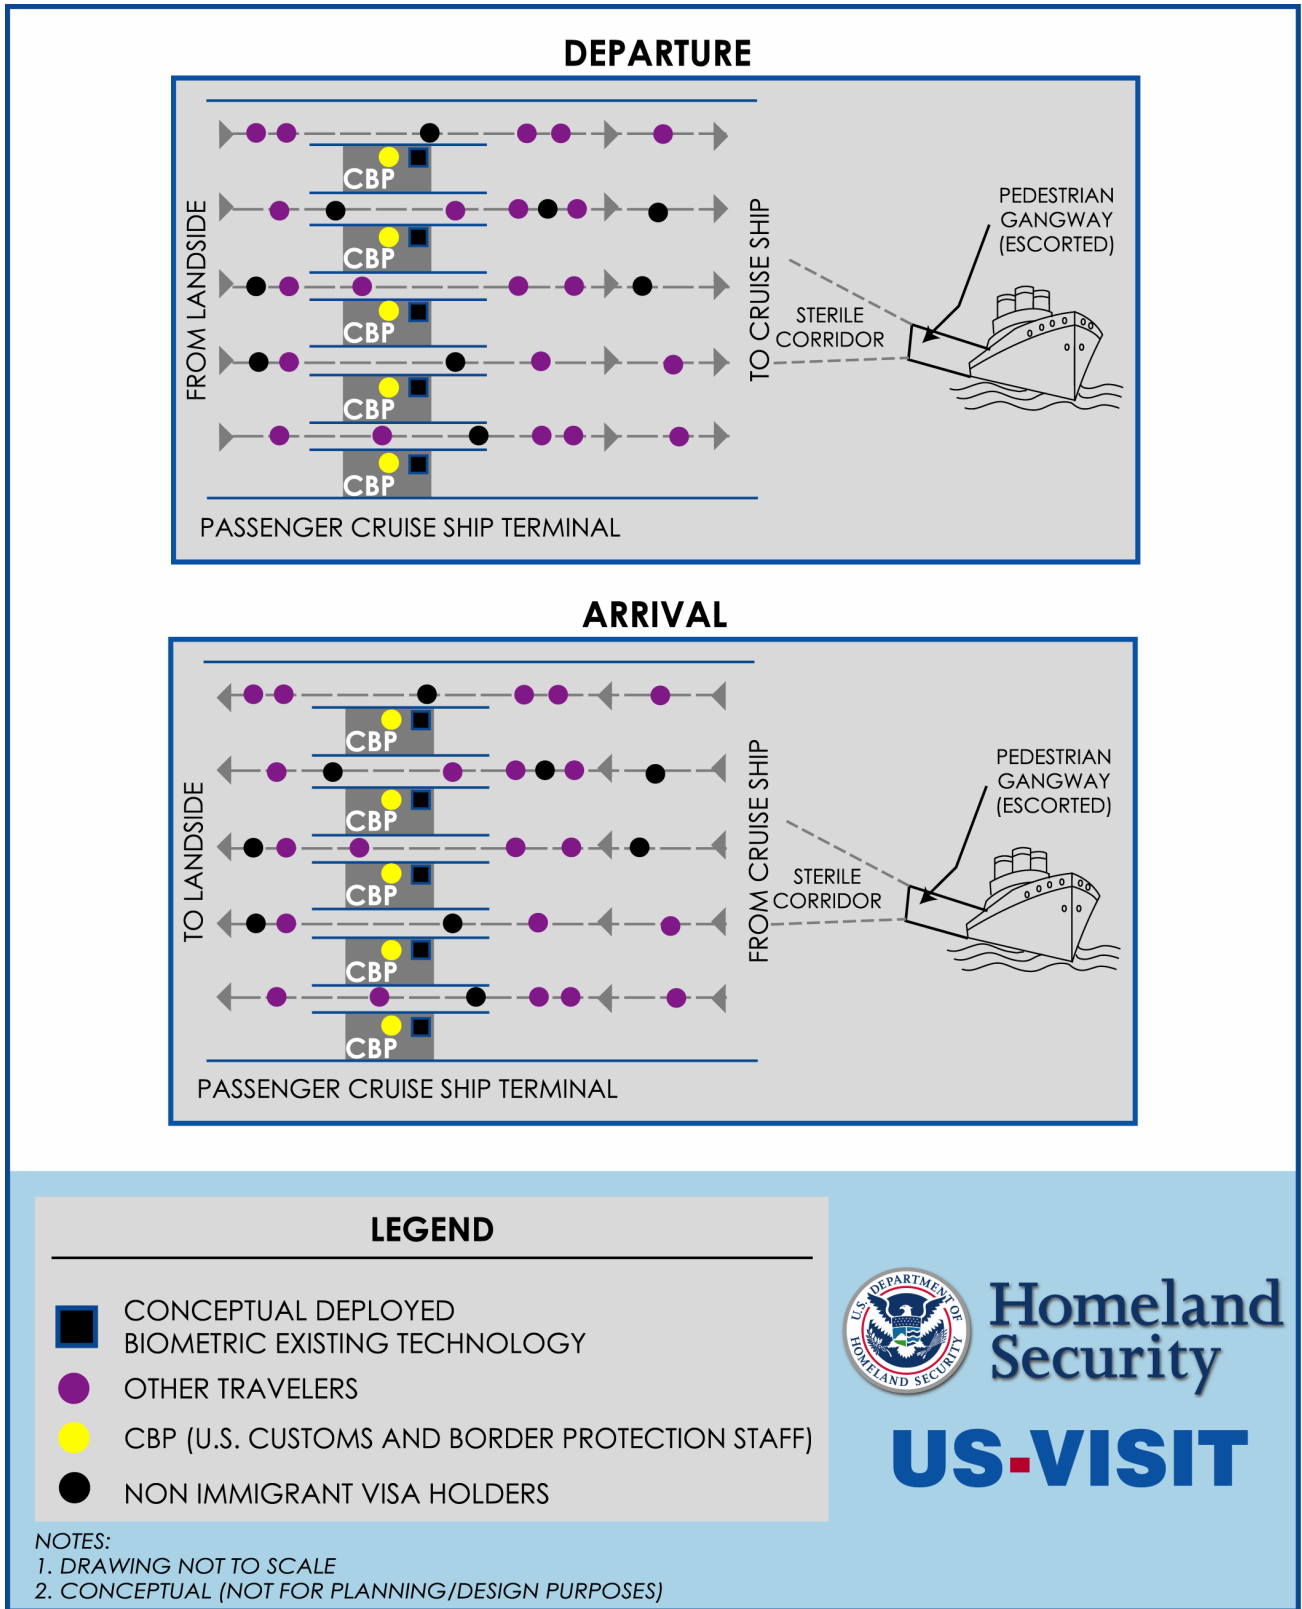 DEPARTURE
FROM LANDSIDE
CBP
CBP
CBP
CBP
CBP
TO CRUISE SHIP
PEDESTRIAN
GANGWAY
(ESCORTED)
STERILE
CORRIDOR
PASSENGER CRUISE SHIP TERMINAL
ARRIVAL
TO LANDSIDE
CBP
CBP
CBP
CBP
CBP
FROM CRUISE SHIP
PEDESTRIAN
GANGWAY
(ESCORTED)
STERILE
CORRIDOR
PASSENGER CRUISE SHIP TERMINAL
LEGEND
CONCEPTUAL DEPLOYED
BIOMETRIC EXISTING TECHNOLOGY
OTHER TRAVELERS
CBP (U.S. CUSTOMS AND BORDER PROTECTION STAFF)
NON IMMIGRANT VISA HOLDERS
NOTES:
1. DRAWING NOT TO SCALE
2. CONCEPTUAL (NOT FOR PLANNING/DESIGN PURPOSES)
U.S. DEPARTMENT OF
HOMELAND SECURITY
Homeland
Security
US-VISIT